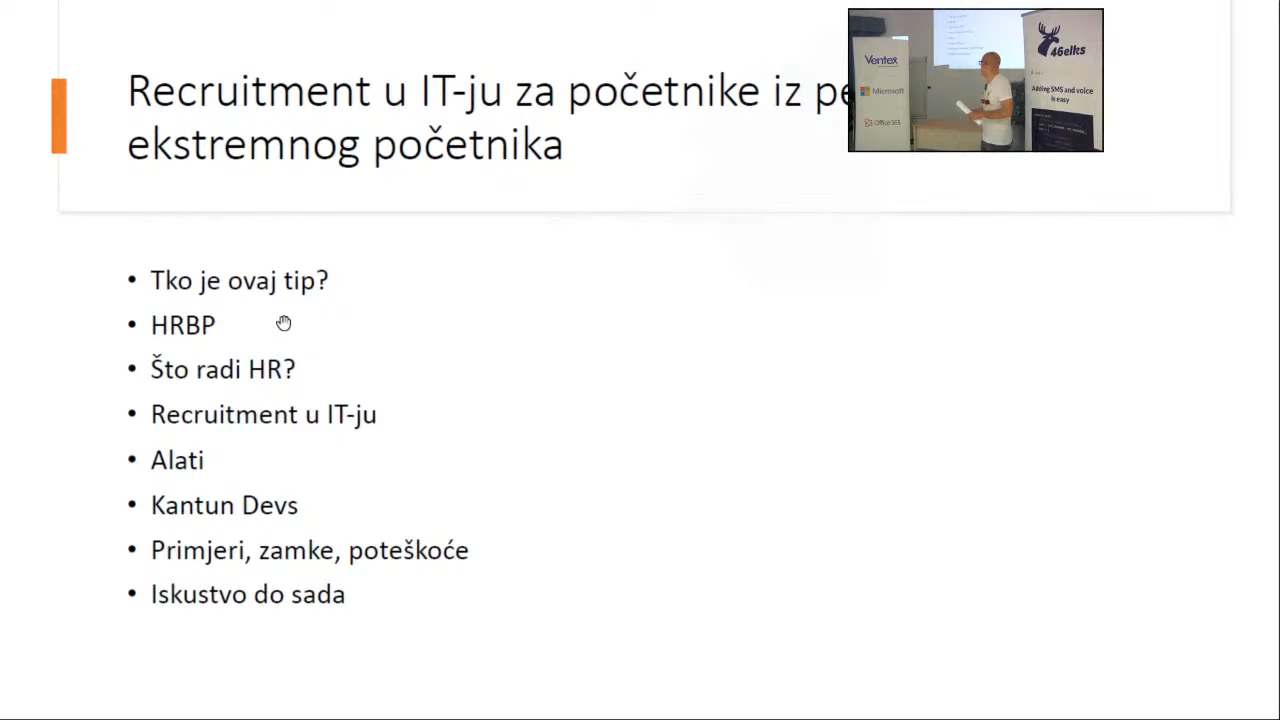 Recruitment u IT-ju za početnike iz pe
ekstremnog početnika
• Tko je ovaj tip?
• HRBP
• Što radi HR?
• Recruitment u IT-ju
• Alati
• Kantun Devs
• Primjeri, zamke, poteškoće
• Iskustvo do sada
Ventex
Microsoft
Office 365
46elks
Adding SMS and voice
is easy